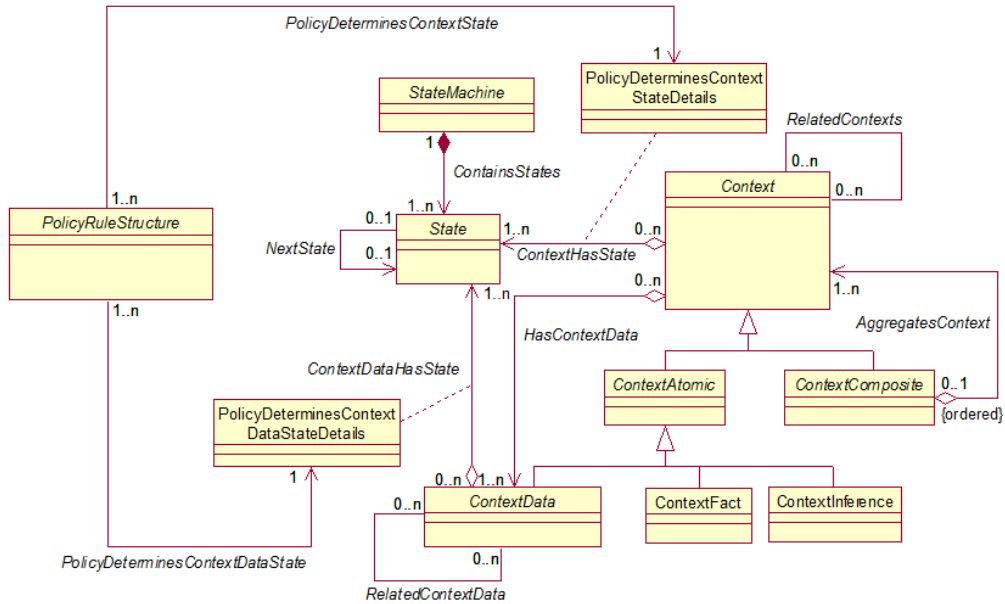 PolicyDeterminesContextState
1
StateMachine
PolicyDeterminesContext
StateDetails
1
RelatedContexts
ContainsStates
0..n
0..n
Context
1..n
PolicyRuleStructure
1..n
0..1
State
1..n
0..n
NextState
0..1
ContextHasState
1..n
1..n
0..n
1..n
HasContextData
AggregatesContext
ContextDataHasState
ContextAtomic
ContextComposite
0..1
{ordered}
PolicyDeterminesContext
DataStateDetails
1
0..n
1..n
0..n
ContextData
ContextFact
ContextInference
0..n
PolicyDeterminesContextDataState
RelatedContextData